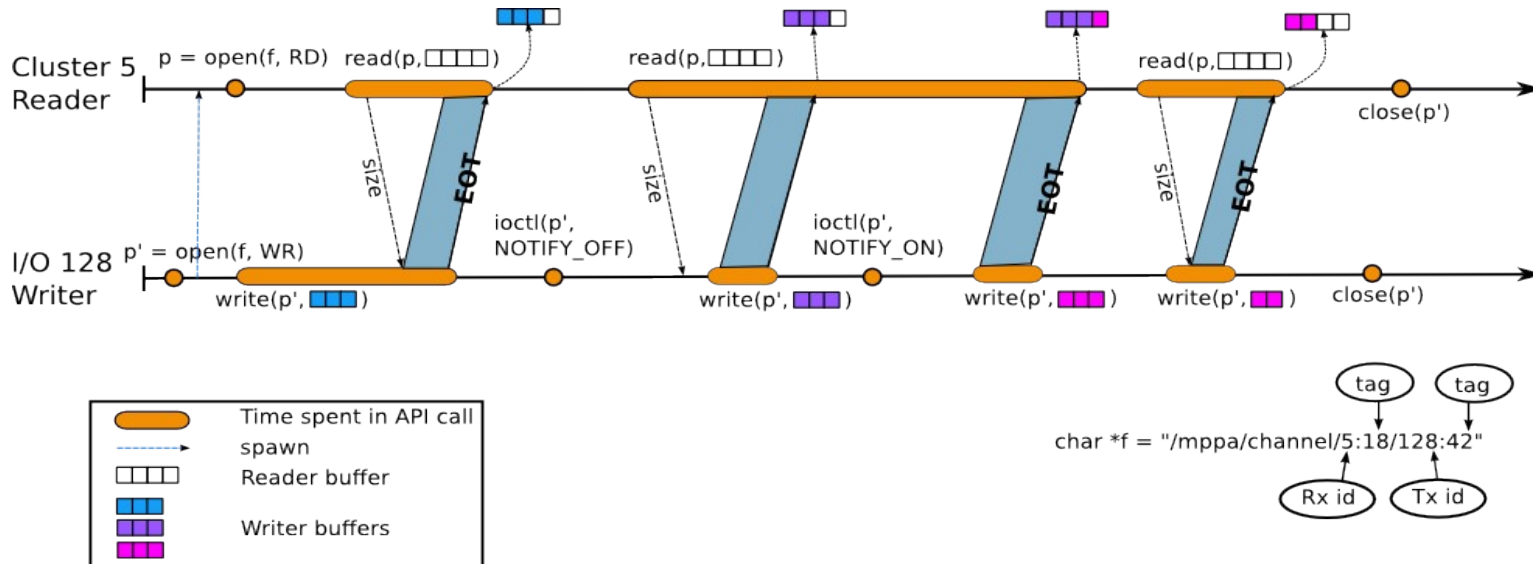 p = open(f, RD)
read(p, )
read(p, )
read(p, )
Cluster 5
Reader
close(p')
size
EOT
size
EOT
size
EOT
ioctl(p',
NOTIFY_OFF)
ioctl(p',
NOTIFY_ON)
p' = open(f, WR)
I/O 128
Writer
write(p', )
write(p', )
write(p', )
write(p', )
close(p')
Time spent in API call
spawn
Reader buffer
Writer buffers
tag
tag
char *f = "/mppa/channel/5:18/128:42"
Rx id
Tx id